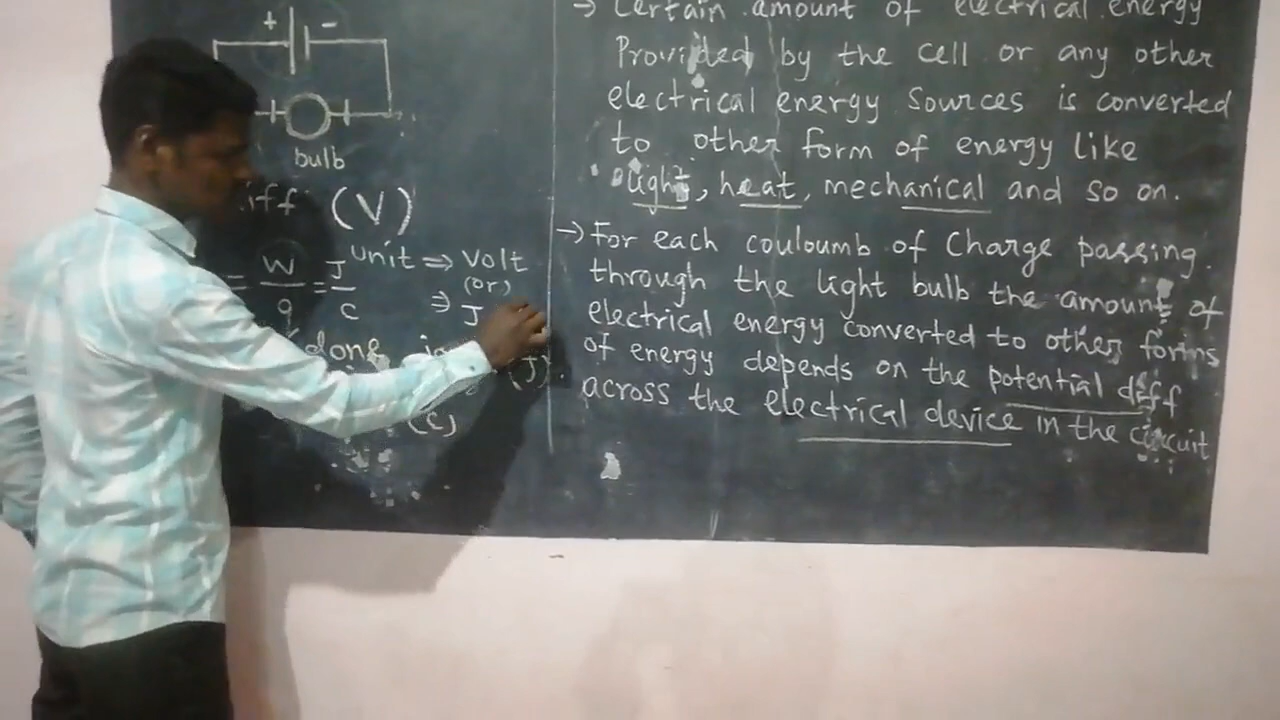 + -
bulb
iff (V)
= W/q = J/c unit ⇒ Volt
(or)
⇒ J
done
(J)
(C)
→ Certain amount of electrical energy
Provided by the cell or any other
electrical energy Sources is converted
to other form of energy like
light, heat, mechanical and so on.
→ For each couloumb of Charge passing
through the light bulb the amount of
electrical energy converted to other forms
of energy depends on the potential diff
across the electrical device in the circuit